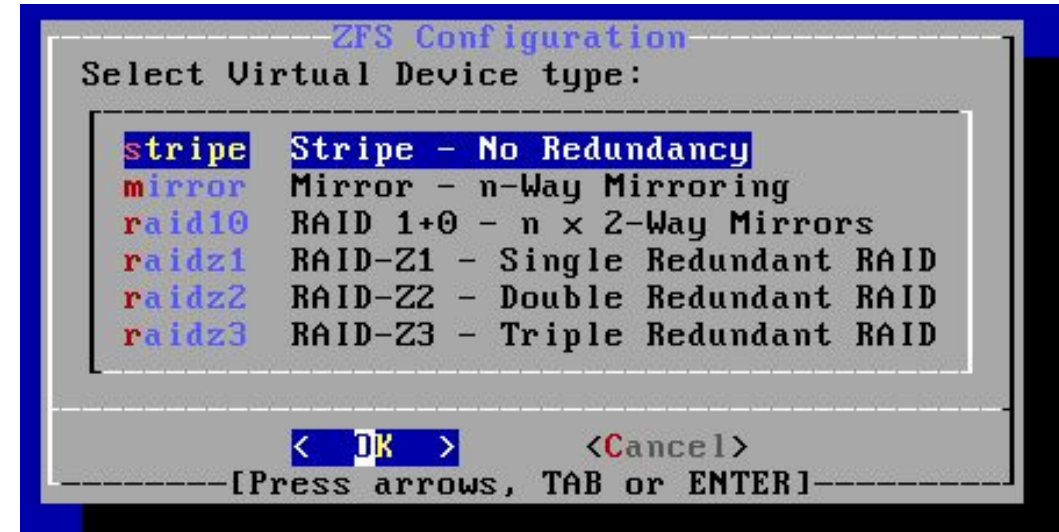 ZFS Configuration
Select Virtual Device type:
stripe Stripe - No Redundancy
mirror Mirror - n-Way Mirroring
raid10 RAID 1+0 - n x 2-Way Mirrors
raidz1 RAID-Z1 - Single Redundant RAID
raidz2 RAID-Z2 - Double Redundant RAID
raidz3 RAID-Z3 - Triple Redundant RAID
< OK > <Cancel>
[Press arrows, TAB or ENTER]